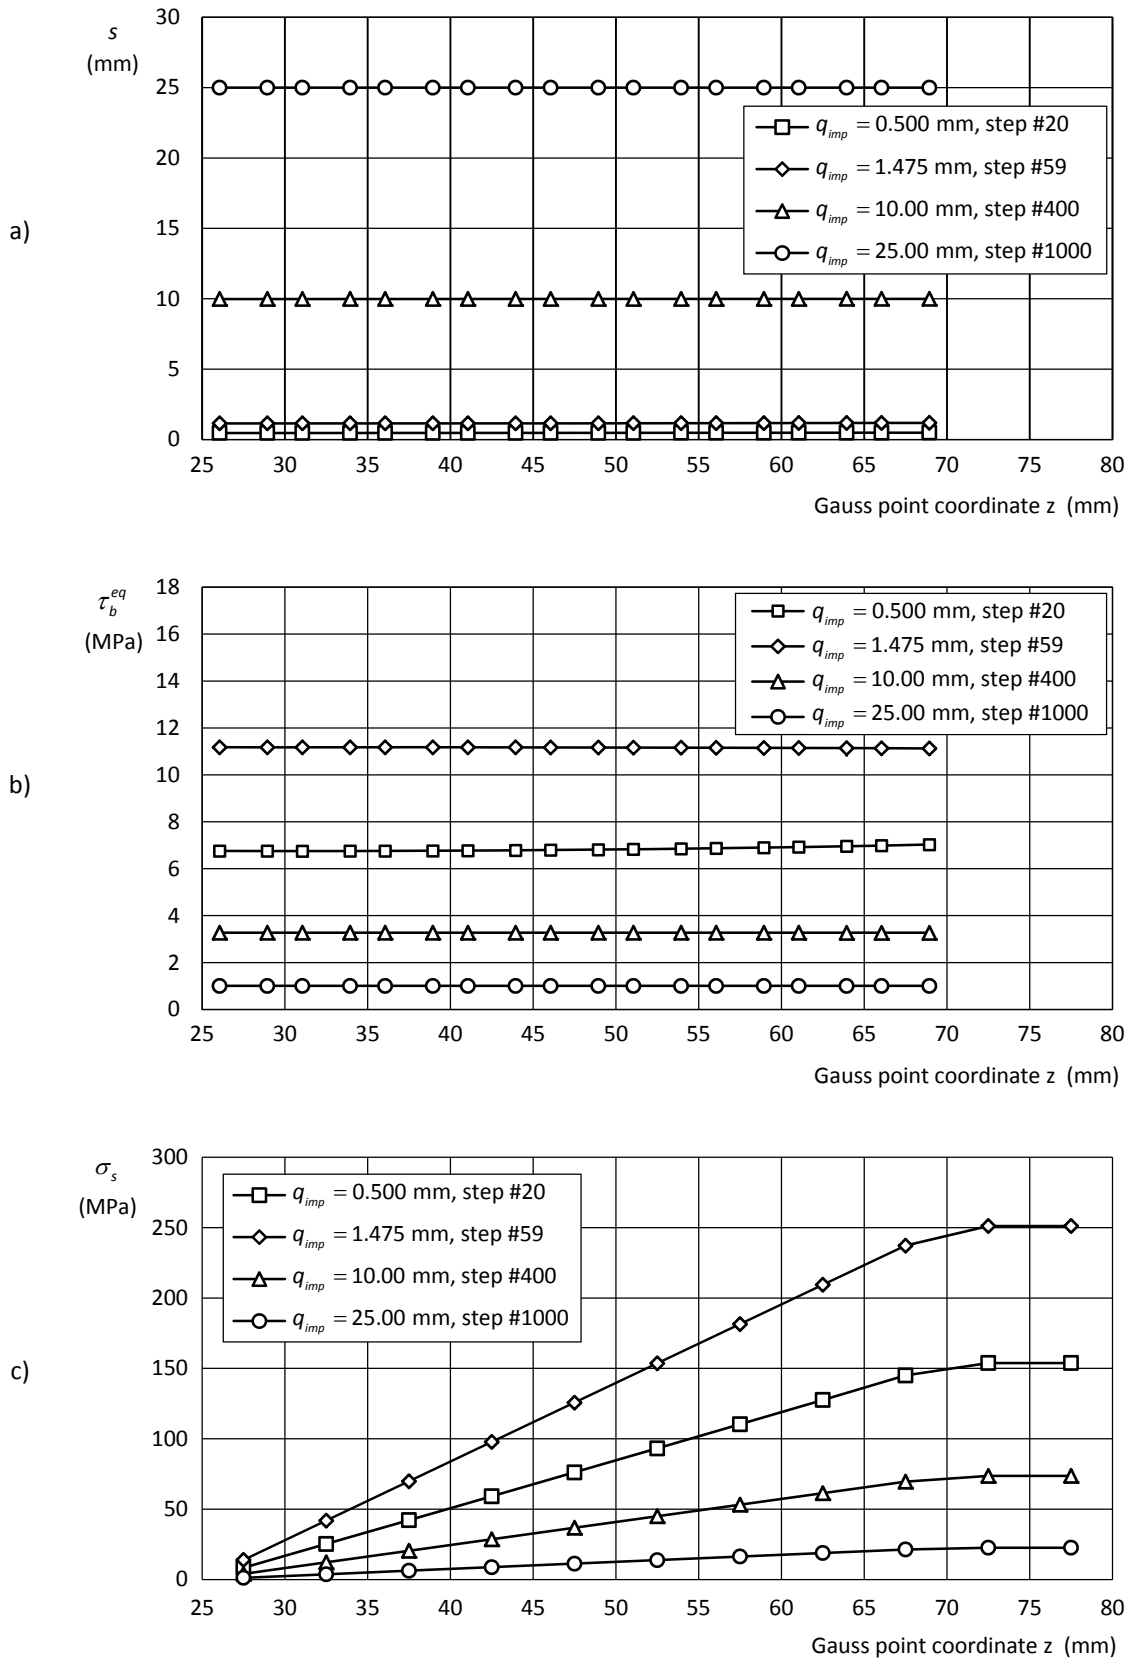 a)
s
(mm)
30
25
20
15
10
5
0
q_imp = 0.500 mm, step #20
q_imp = 1.475 mm, step #59
q_imp = 10.00 mm, step #400
q_imp = 25.00 mm, step #1000
25 30 35 40 45 50 55 60 65 70 75 80
Gauss point coordinate z (mm)
b)
τ_b^eq
(MPa)
18
16
14
12
10
8
6
4
2
0
q_imp = 0.500 mm, step #20
q_imp = 1.475 mm, step #59
q_imp = 10.00 mm, step #400
q_imp = 25.00 mm, step #1000
25 30 35 40 45 50 55 60 65 70 75 80
Gauss point coordinate z (mm)
c)
σ_s
(MPa)
300
250
200
150
100
50
0
q_imp = 0.500 mm, step #20
q_imp = 1.475 mm, step #59
q_imp = 10.00 mm, step #400
q_imp = 25.00 mm, step #1000
25 30 35 40 45 50 55 60 65 70 75 80
Gauss point coordinate z (mm)